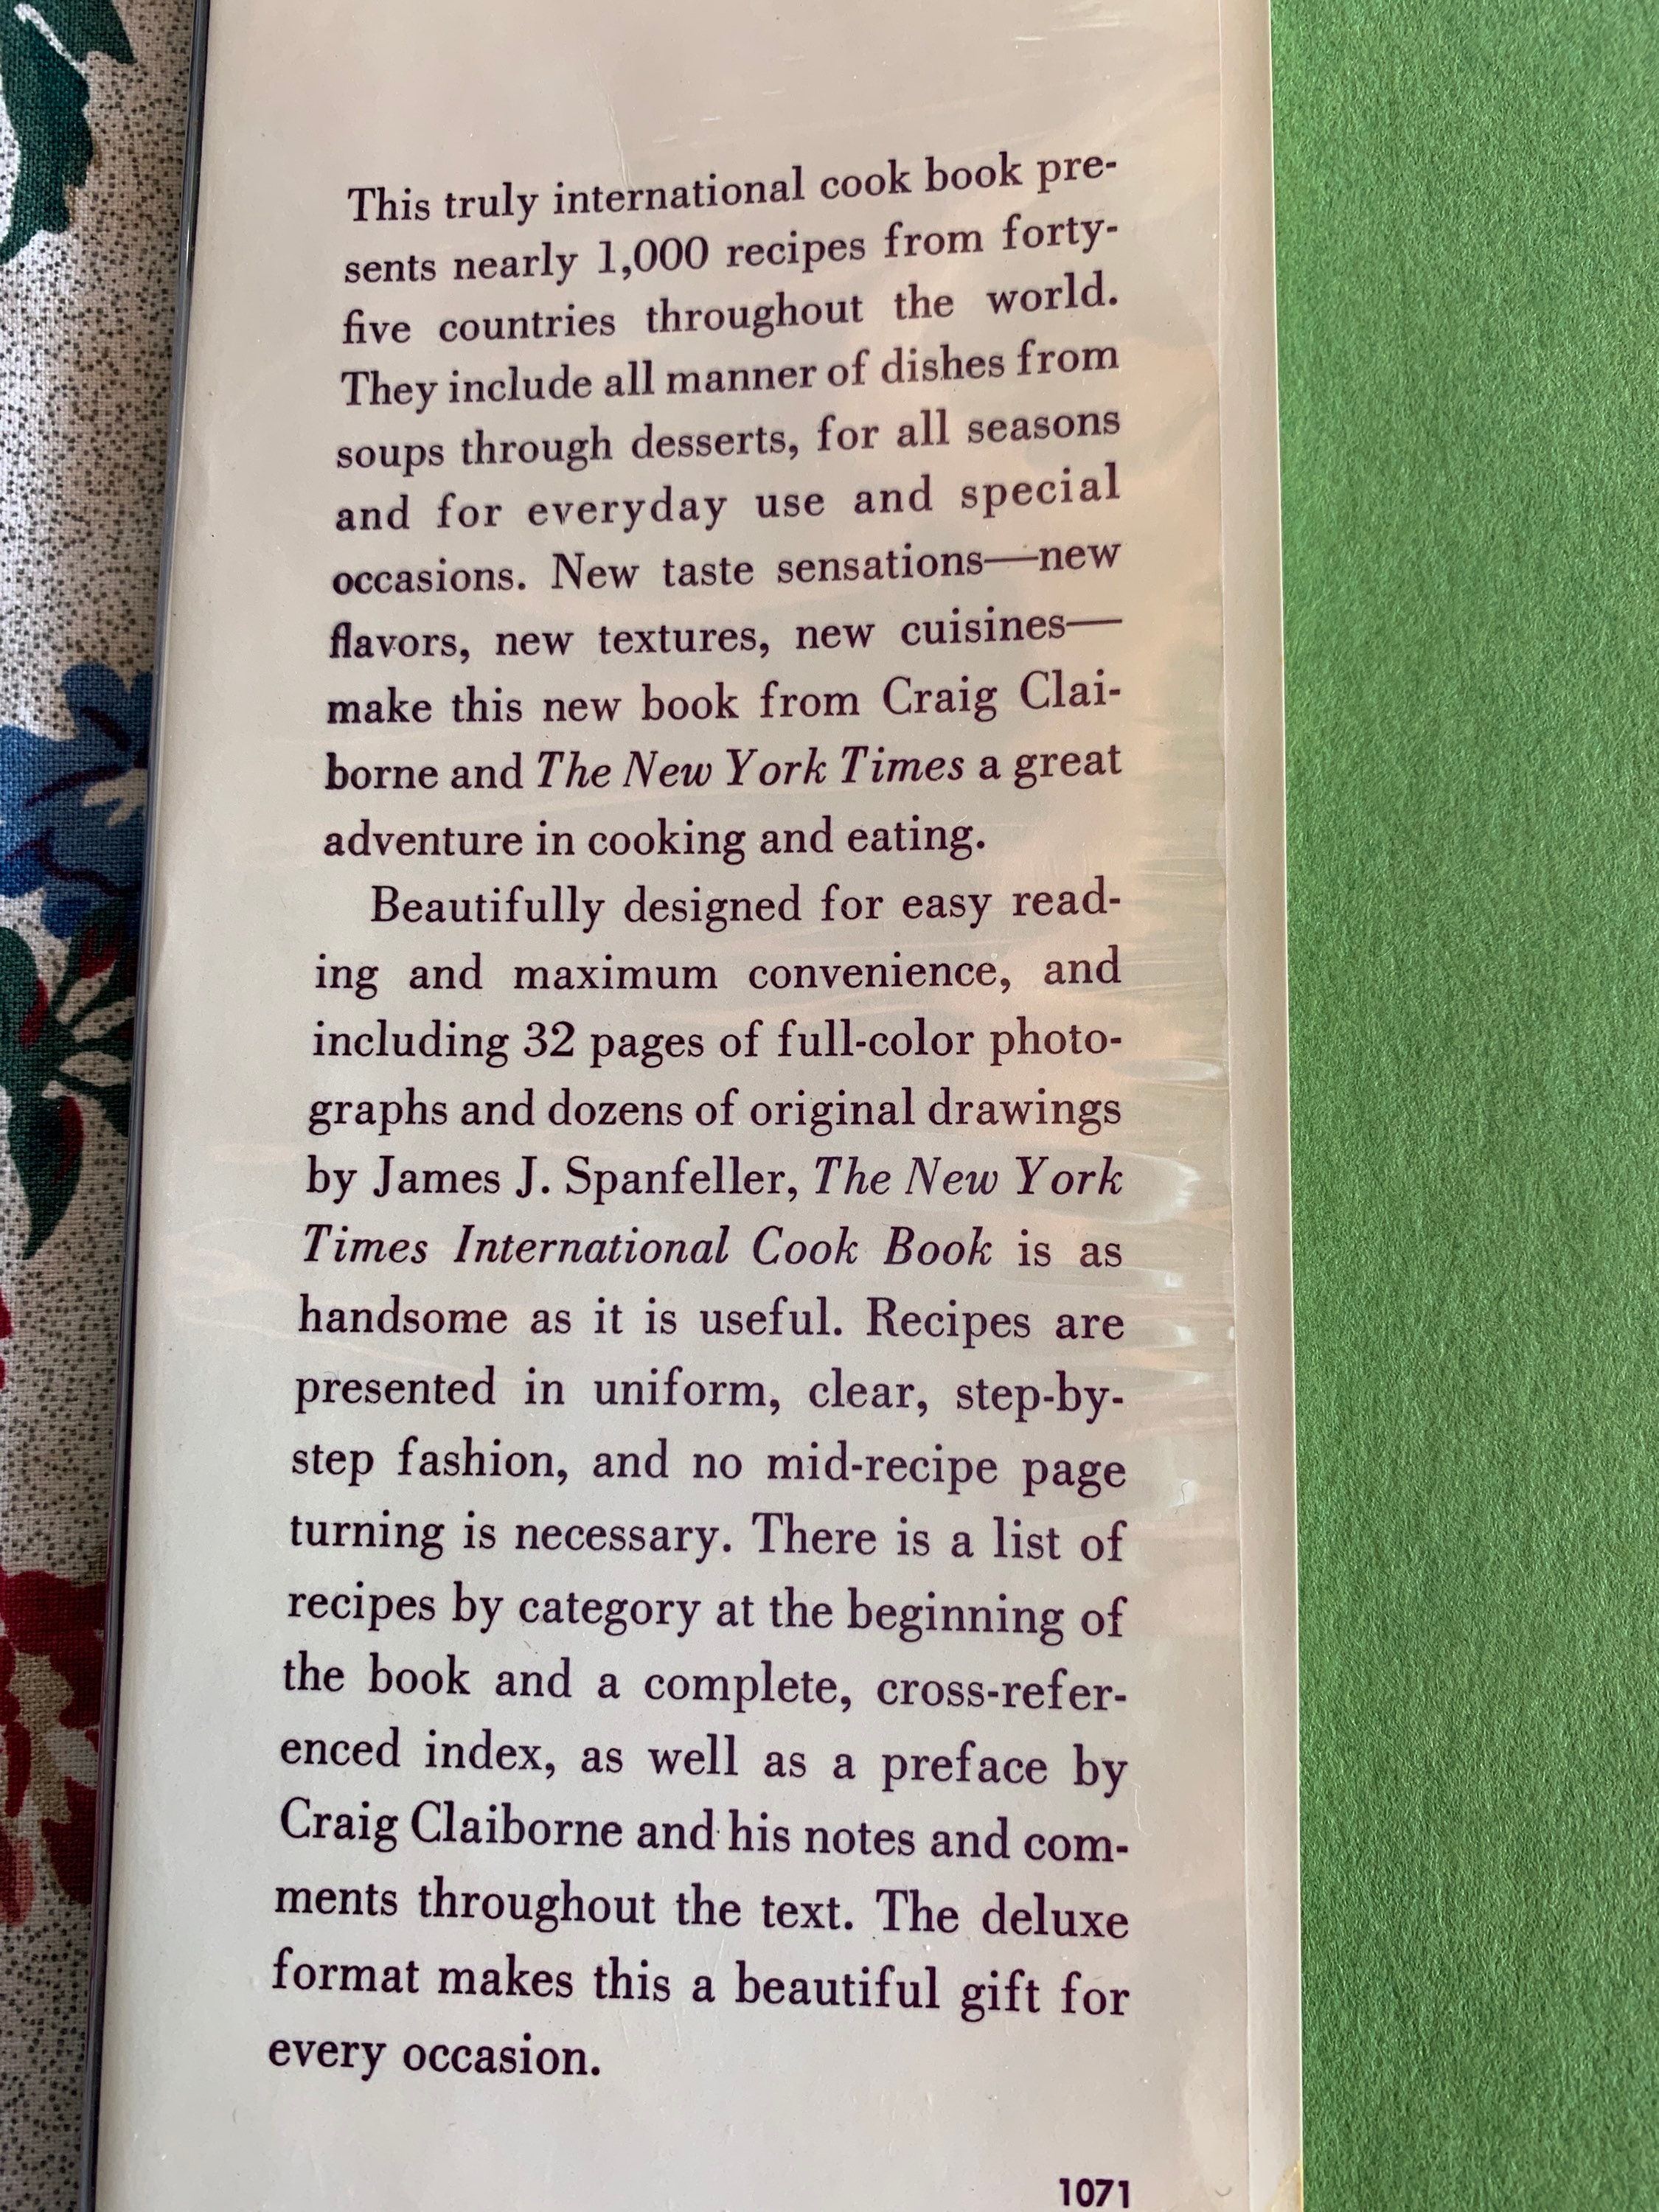 This truly international cook book pre-
sents nearly 1,000 recipes from forty-
five countries throughout the world.
They include all manner of dishes from
soups through desserts, for all seasons
and for everyday use and special
occasions. New taste sensations—new
flavors, new textures, new cuisines—
make this new book from Craig Clai-
borne and The New York Times a great
adventure in cooking and eating.
Beautifully designed for easy read-
ing and maximum convenience, and
including 32 pages of full-color photo-
graphs and dozens of original drawings
by James J. Spanfeller, The New York
Times International Cook Book is as
handsome as it is useful. Recipes are
presented in uniform, clear, step-by-
step fashion, and no mid-recipe page
turning is necessary. There is a list of
recipes by category at the beginning of
the book and a complete, cross-refer-
enced index, as well as a preface by
Craig Claiborne and his notes and com-
ments throughout the text. The deluxe
format makes this a beautiful gift for
every occasion.
1071